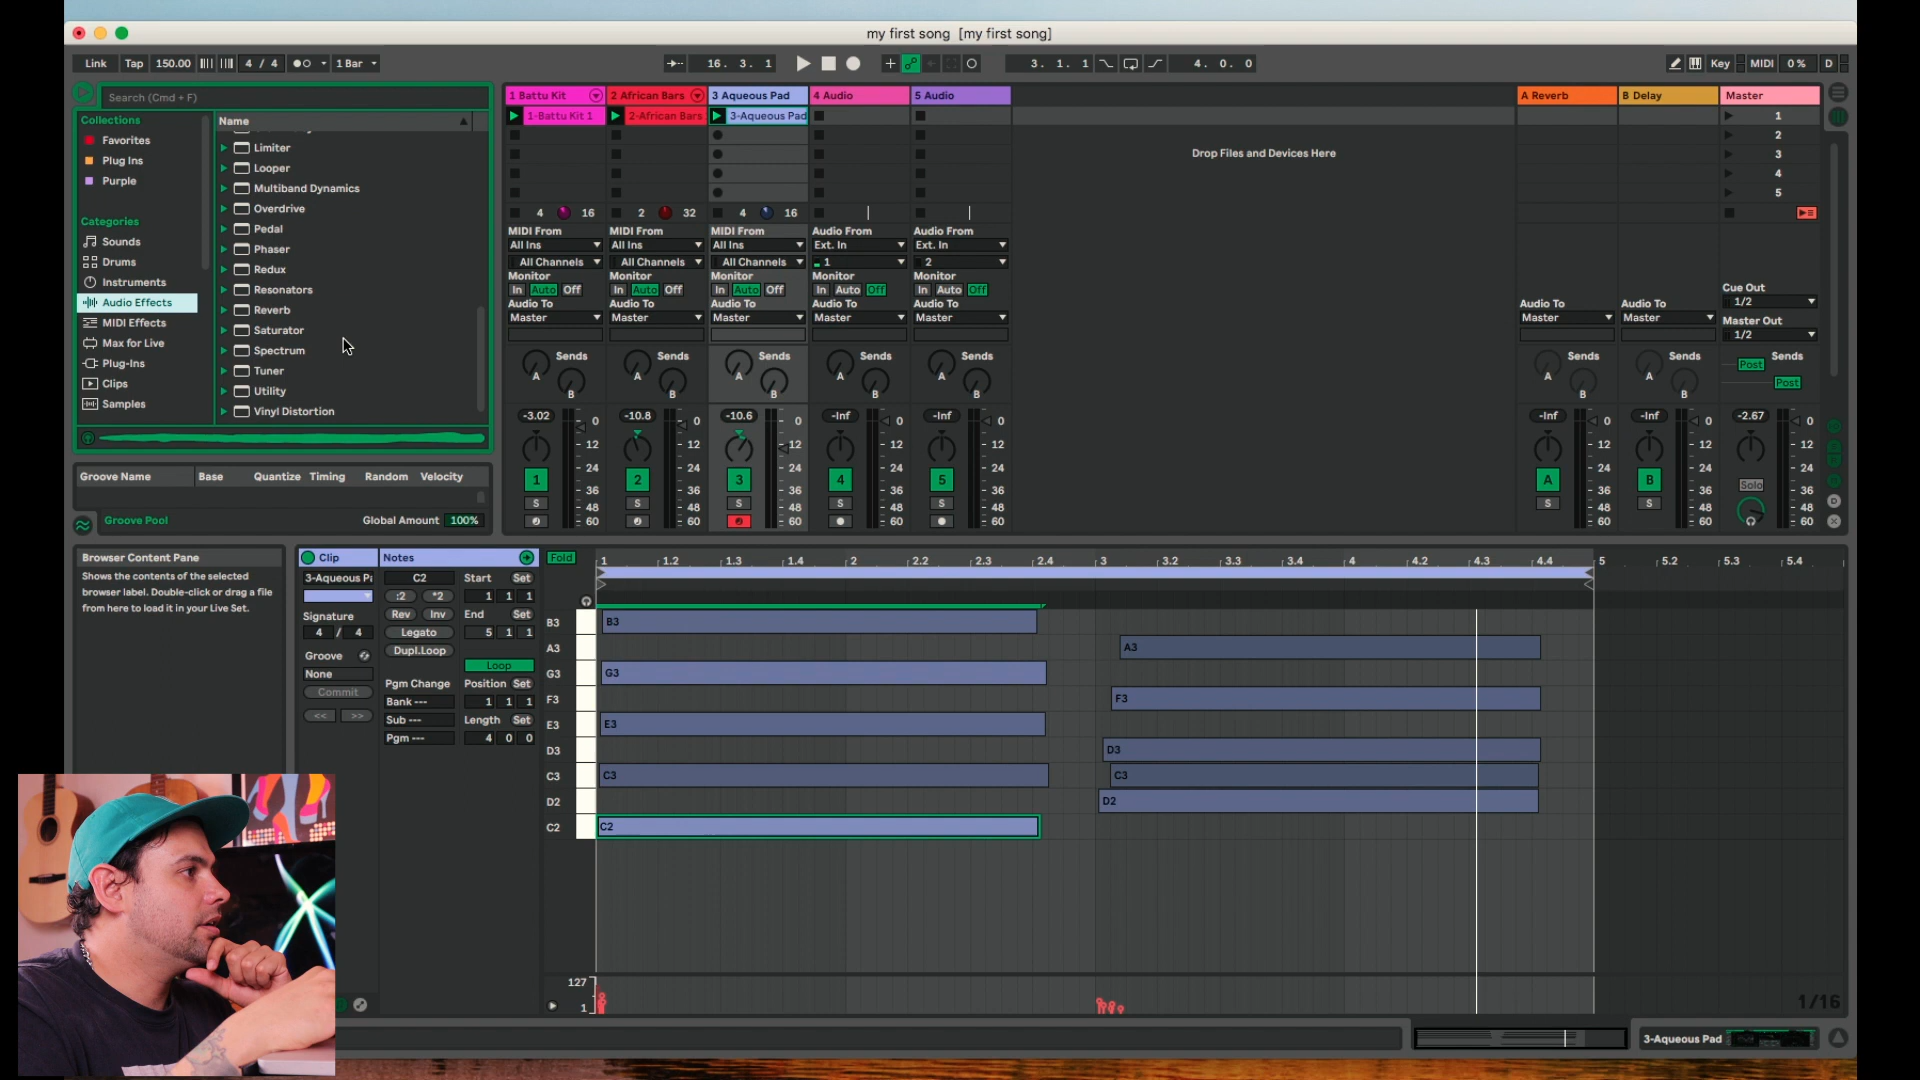 my first song  [my first song]
Link Tap 150.00 4 / 4 1 Bar 16. 3. 1 3. 1. 1 4. 0. 0 Key MIDI 0 % D
Search (Cmd + F)
Collections
Favorites
Plug Ins
Purple
Categories
Sounds
Drums
Instruments
Audio Effects
MIDI Effects
Max for Live
Plug-Ins
Clips
Samples
Name
Limiter
Looper
Multiband Dynamics
Overdrive
Pedal
Phaser
Redux
Resonators
Reverb
Saturator
Spectrum
Tuner
Utility
Vinyl Distortion
Groove Name Base Quantize Timing Random Velocity
Groove Pool Global Amount 100%
1 Battu Kit 2 African Bars 3 Aqueous Pad 4 Audio 5 Audio A Reverb B Delay Master
1-Battu Kit 1 2-African Bars 3-Aqueous Pad 1
2
Drop Files and Devices Here 3
4
5
4 16 2 32 4 16
MIDI From MIDI From MIDI From Audio From Audio From
All Ins All Ins All Ins Ext. In Ext. In
All Channels All Channels All Channels 1 2
Monitor Monitor Monitor Monitor Monitor
In Auto Off In Auto Off In Auto Off In Auto Off In Auto Off Cue Out
Audio To Audio To Audio To Audio To Audio To Audio To Audio To 1/2
Master Master Master Master Master Master Master Master Out
1/2
Sends Sends Sends Sends Sends Sends Sends Sends
A A A A A A A Post
B B B B B B B Post
-3.02 -10.8 -10.6 -Inf -Inf -Inf -Inf -2.67
0 0 0 0 0 0 0 0
12 12 12 12 12 12 12 12
24 24 24 24 24 24 24 24
1 2 3 4 5 A B Solo
36 36 36 36 36 36 36 36
S S S S S S S
48 48 48 48 48 48 48 48
60 60 60 60 60 60 60 60
Browser Content Pane
Shows the contents of the selected
browser label. Double-click or drag a file
from here to load it in your Live Set.
Clip
3-Aqueous Pa
Signature
4 / 4
Groove
None
Commit
<< >>
Notes
C2 Start Set
:2 *2 1 1 1
Rev Inv End Set
Legato 5 1 1
Dupl.Loop
Loop
Pgm Change Position Set
Bank --- 1 1 1
Sub --- Length Set
Pgm --- 4 0 0
Fold 1 1.2 1.3 1.4 2 2.2 2.3 2.4 3 3.2 3.3 3.4 4 4.2 4.3 4.4 5 5.2 5.3 5.4
B3 B3
A3 A3
G3 G3
F3 F3
E3 E3
D3 D3
C3 C3 C3
D2 D2
C2 C2
127
1 1/16
3-Aqueous Pad